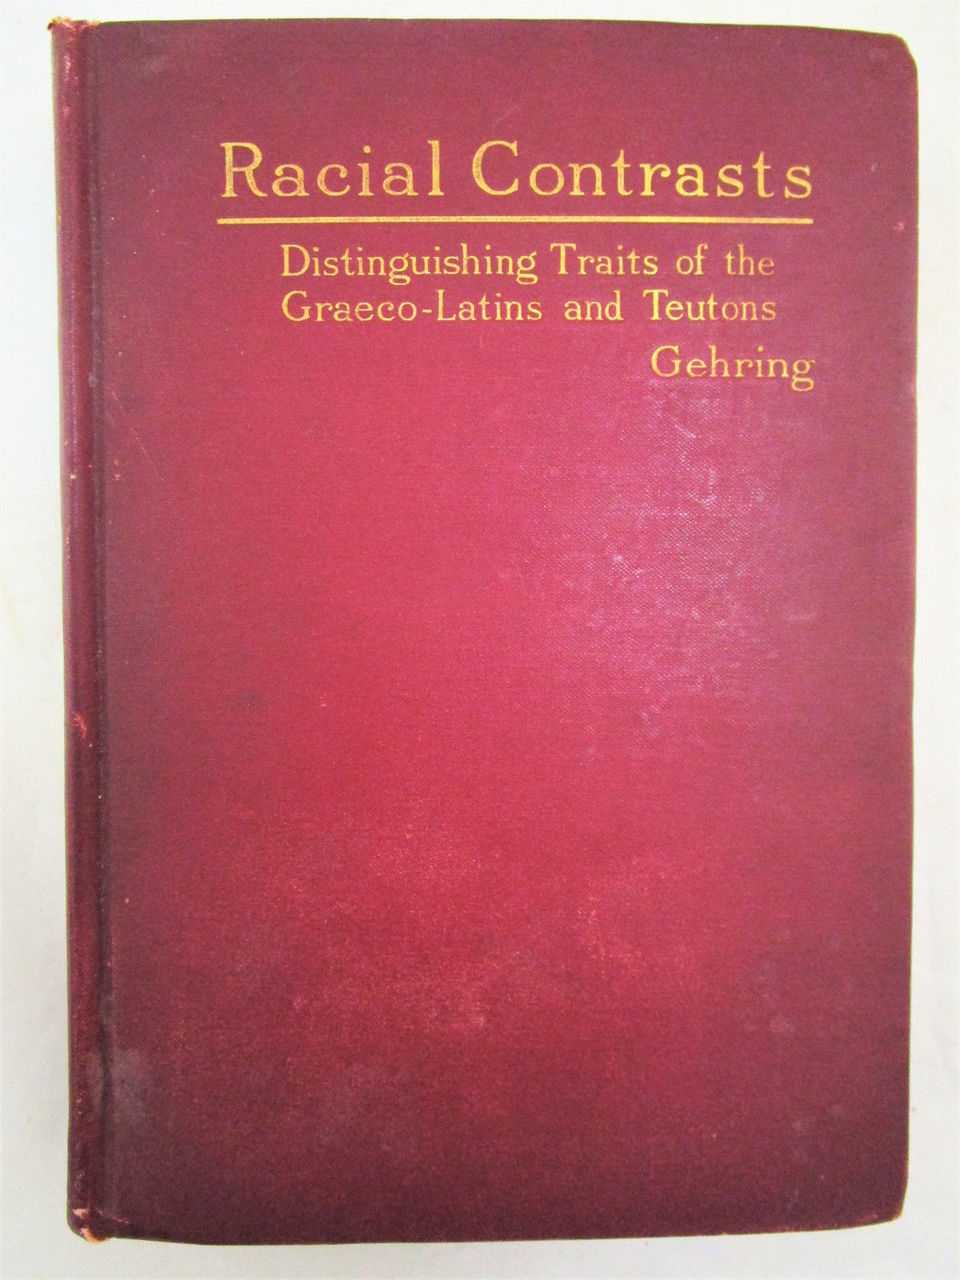 Racial Contrasts
Distinguishing Traits of the
Graeco-Latins and Teutons
Gehring